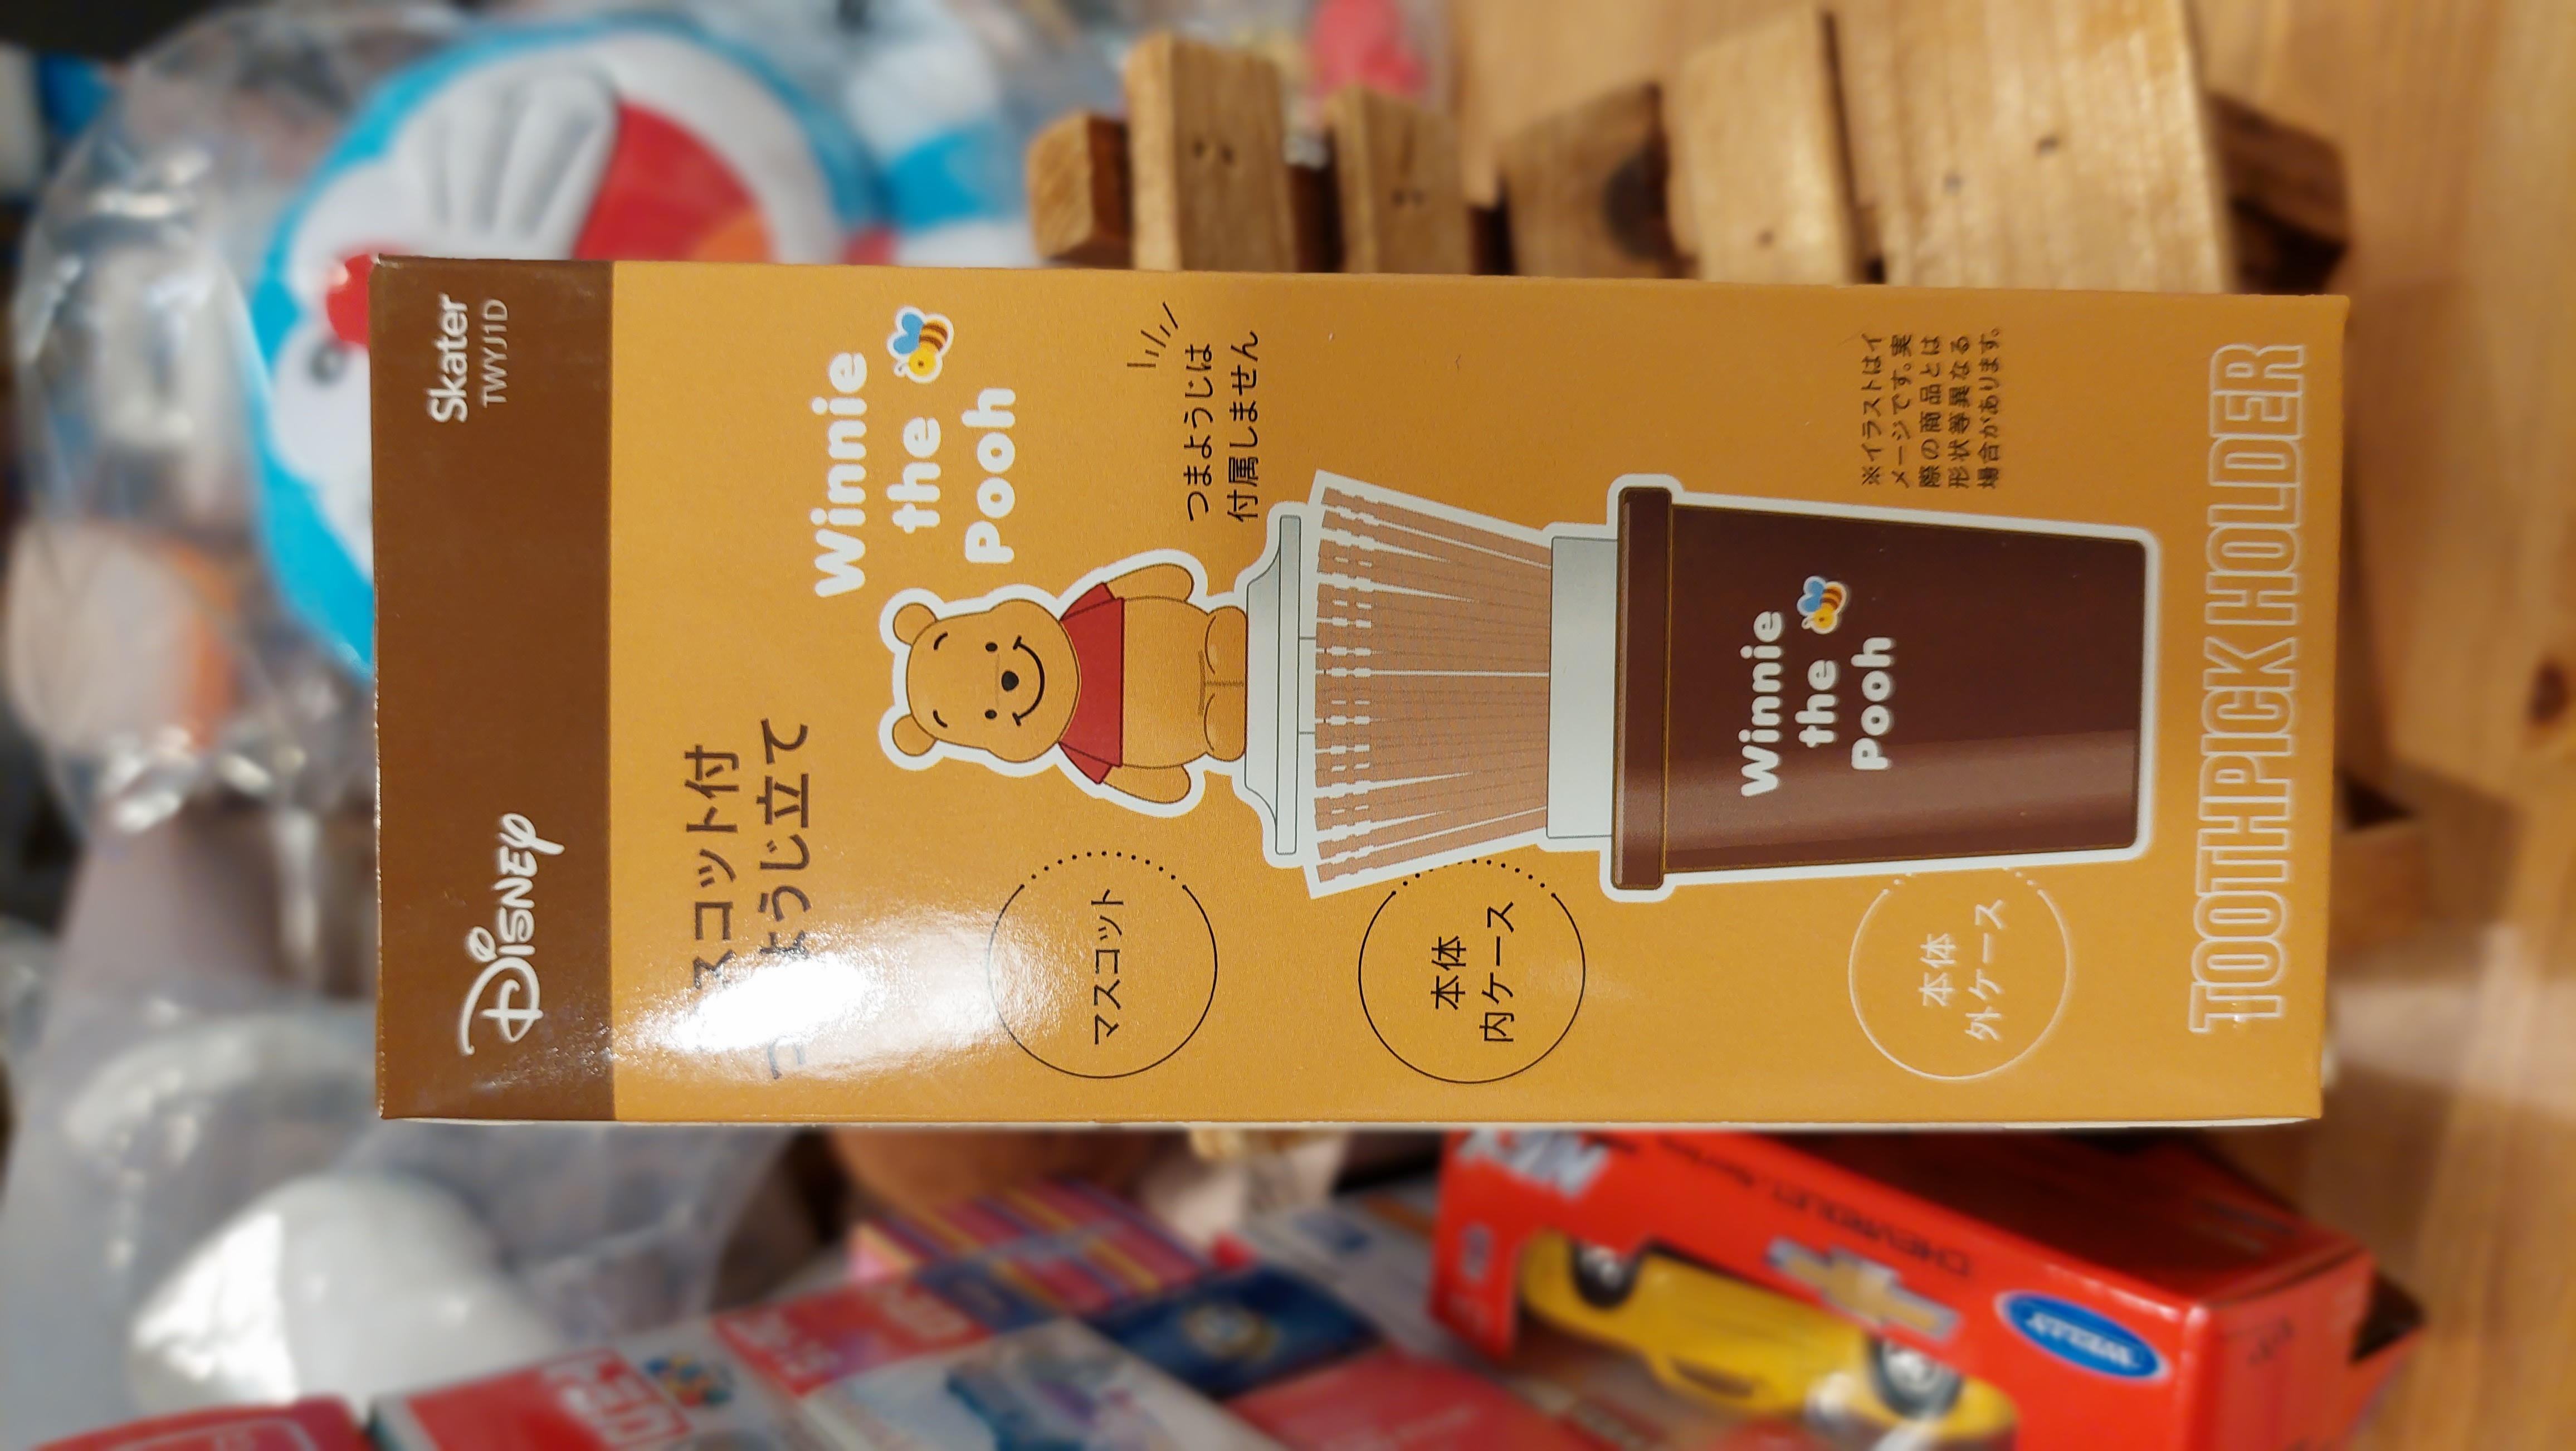 Disney
Skater
TWYJ1D
スコット付
ようじ立て
Winnie
the
Pooh
つまようじは
付属しません
マスコット
本体
内ケース
本体
外ケース
Winnie
the
Pooh
※イラストはイ
メージです。実
際の商品とは
形状等異なる
場合があります。
TOOTHPICK HOLDER
CHEVROLET
トミカ